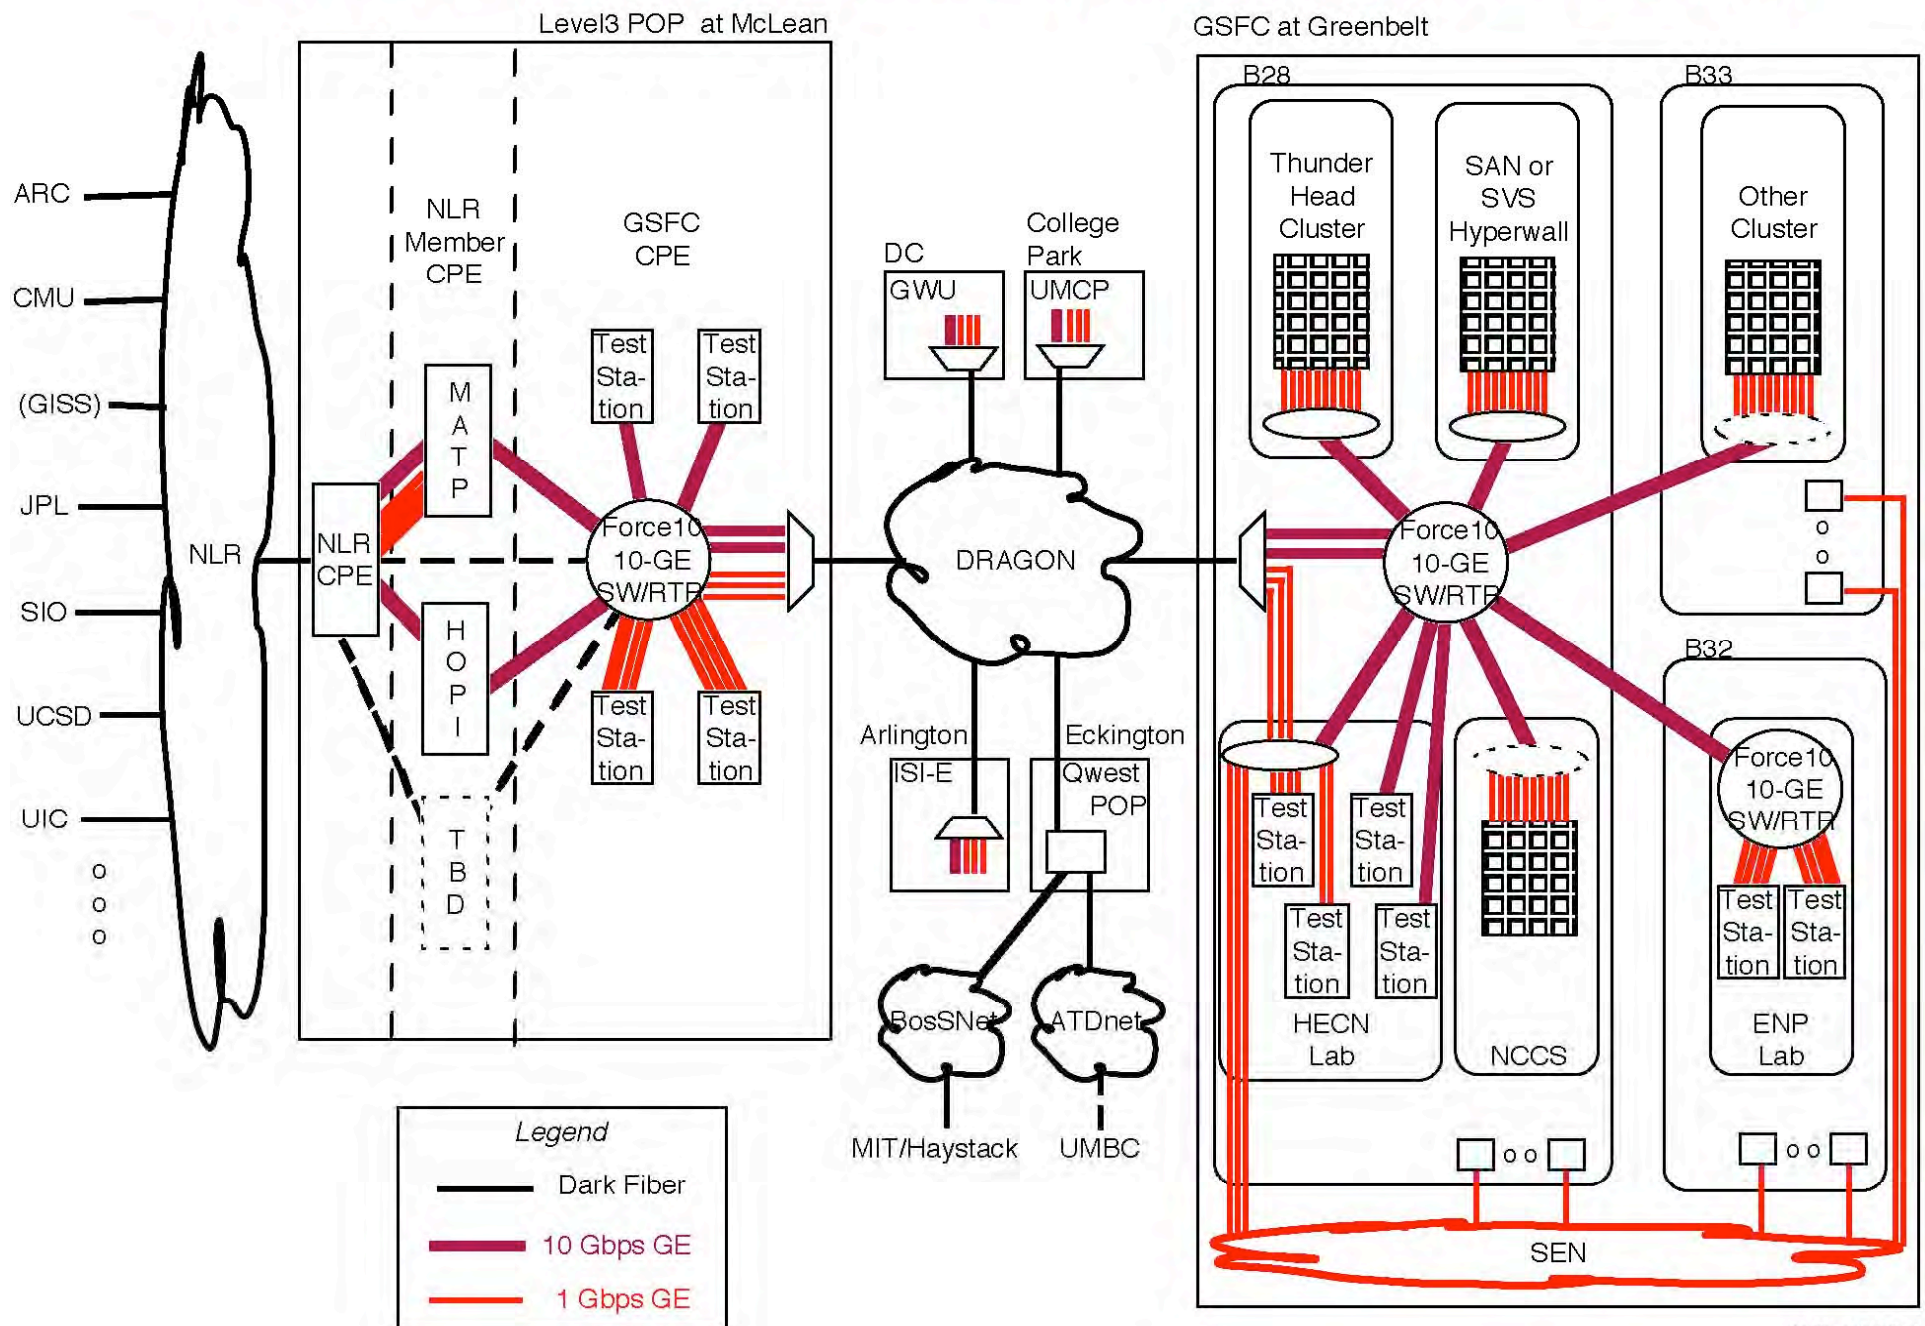 Level3 POP at McLean
GSFC at Greenbelt
ARC
CMU
(GISS)
JPL
SIO
UCSD
UIC
o
o
o
NLR
NLR
CPE
NLR
Member
CPE
GSFC
CPE
M
A
T
P
H
O
P
I
T
B
D
Test
Sta-
tion
Test
Sta-
tion
Force10
10-GE
SW/RTR
Test
Sta-
tion
Test
Sta-
tion
DC
GWU
College
Park
UMCP
DRAGON
Arlington
ISI-E
Eckington
Qwest
POP
BosSNet
ATDnet
MIT/Haystack
UMBC
B28
Thunder
Head
Cluster
SAN or
SVS
Hyperwall
Force10
10-GE
SW/RTR
Test
Sta-
tion
Test
Sta-
tion
Test
Sta-
tion
Test
Sta-
tion
HECN
Lab
NCCS
o o
B33
Other
Cluster
o
o
B32
Force10
10-GE
SW/RTR
Test
Sta-
tion
Test
Sta-
tion
ENP
Lab
o o
SEN
Legend
Dark Fiber
10 Gbps GE
1 Gbps GE